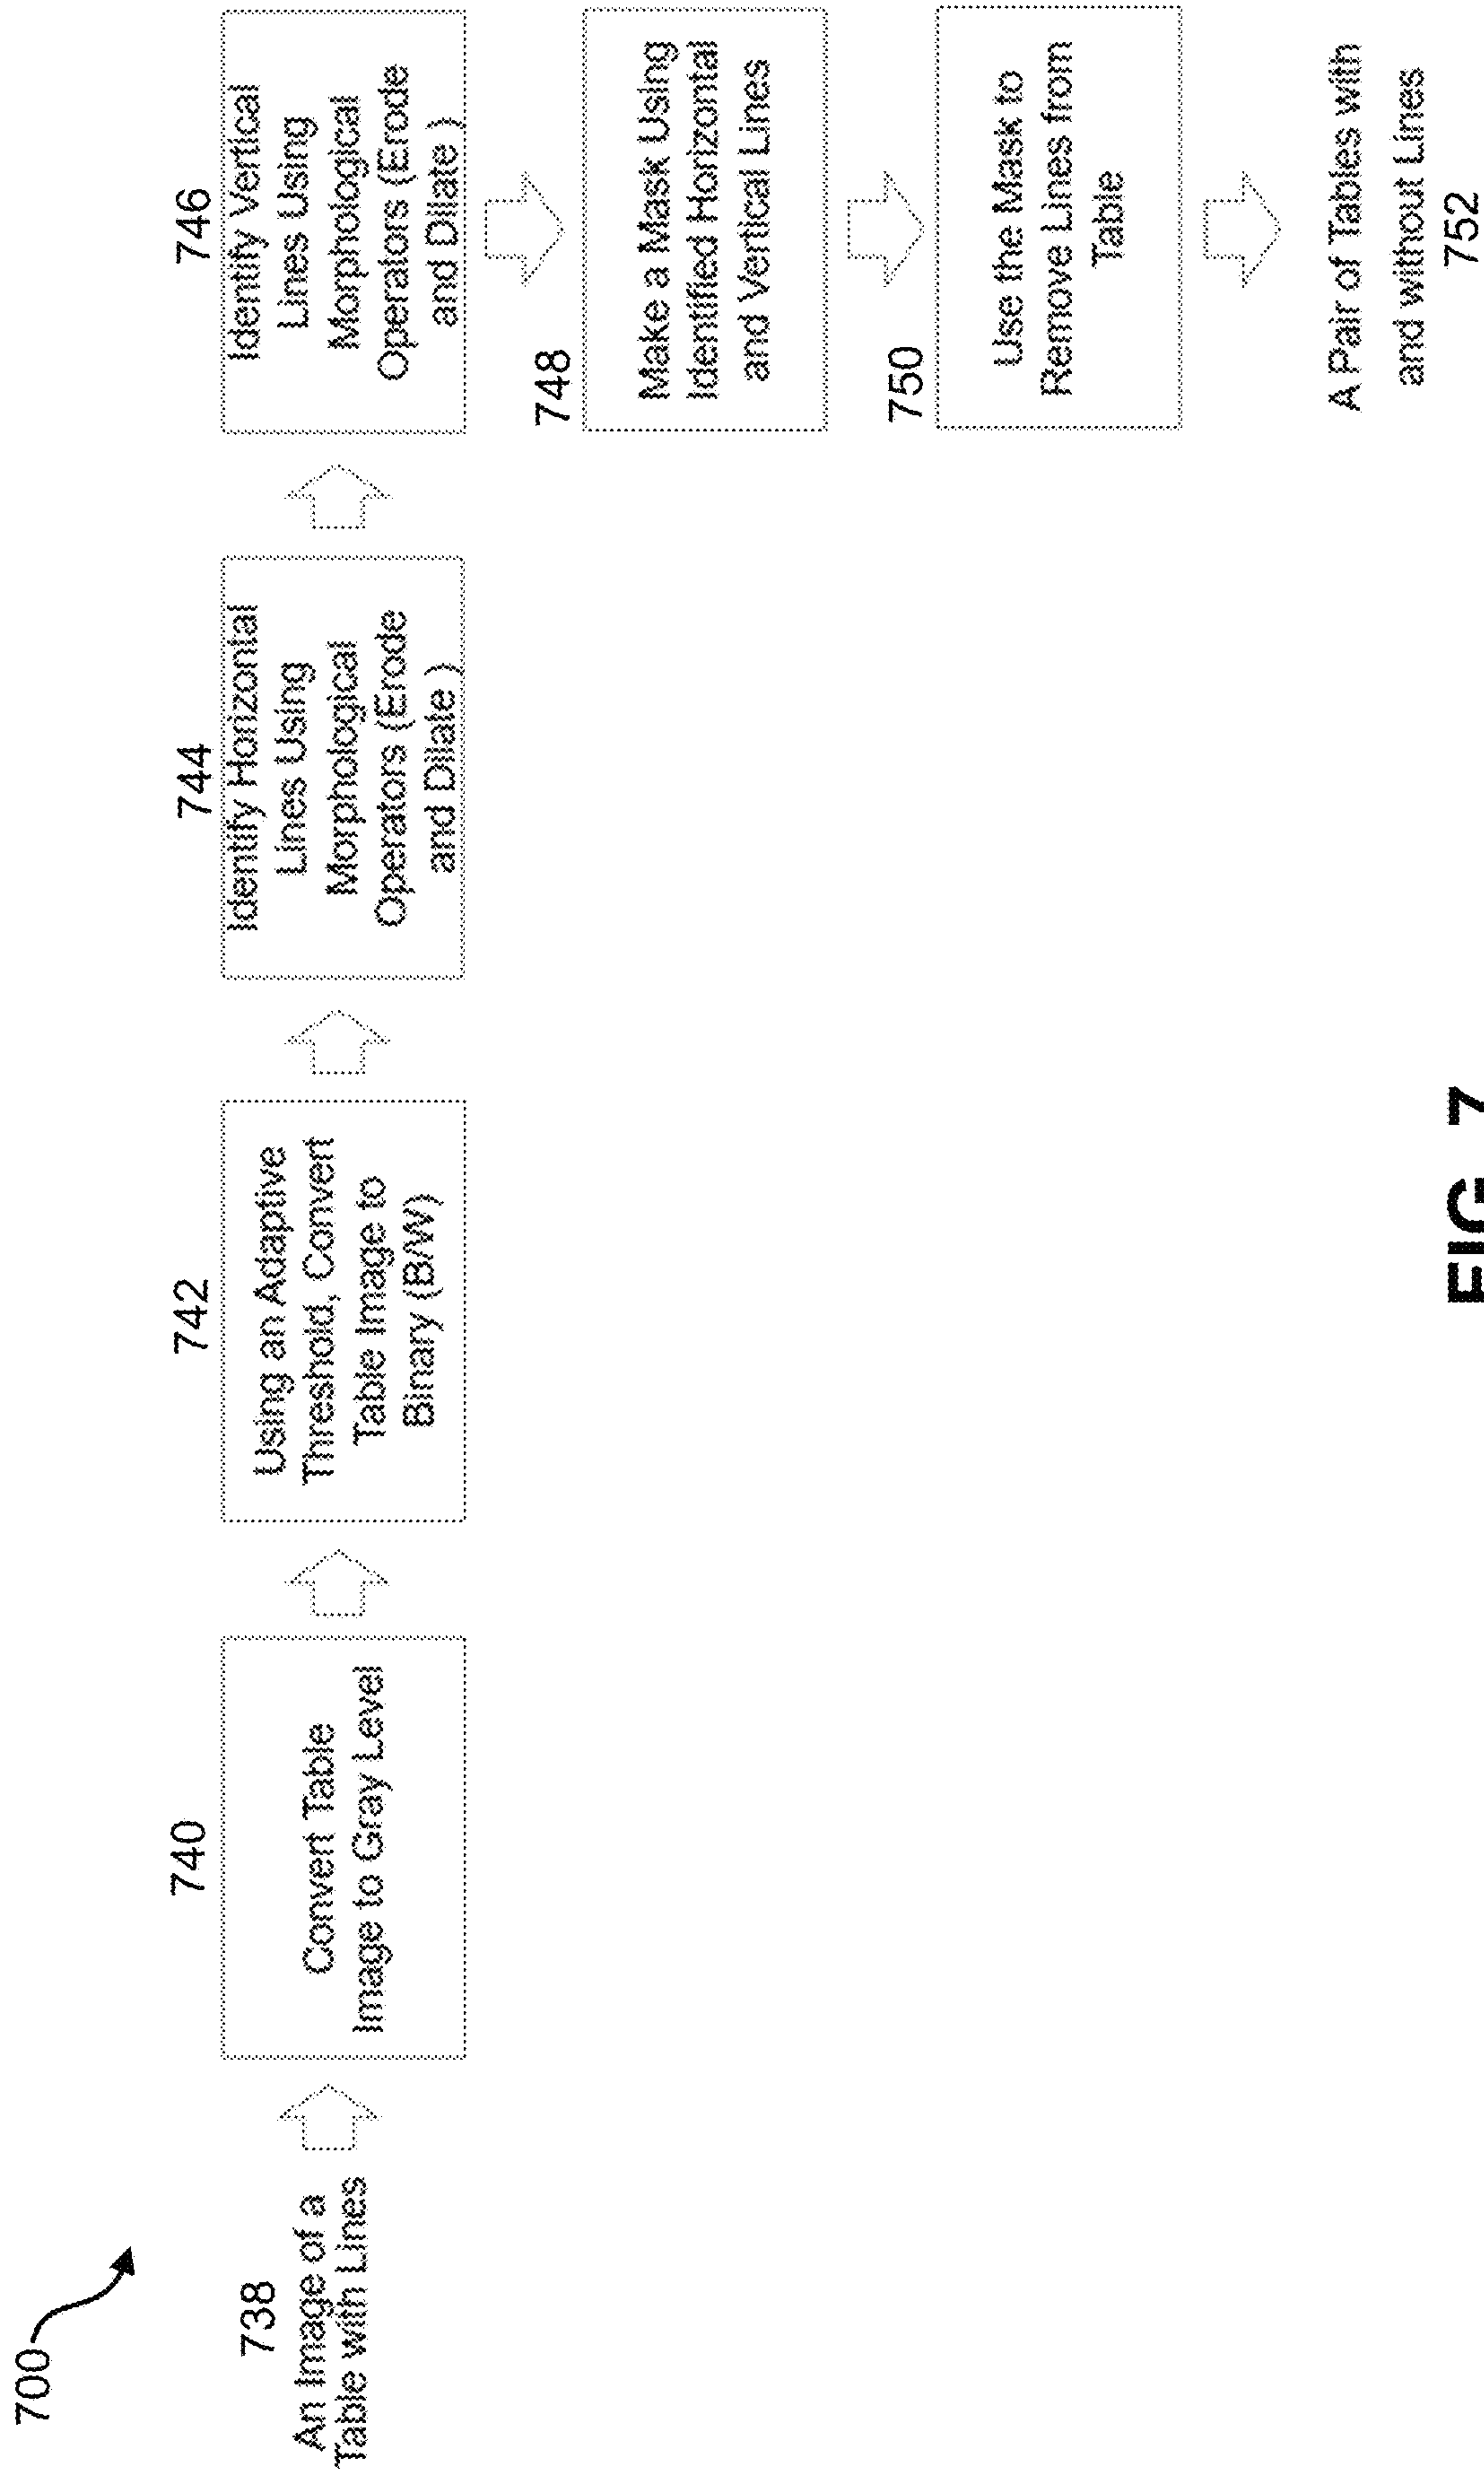 700
738
An Image of a
Table with Lines
740
Convert Table
Image to Gray Level
742
Using an Adaptive
Threshold, Convert
Table Image to
Binary (B/W)
744
Identify Horizontal
Lines Using
Morphological
Operators (Erode
and Dilate )
746
Identify Vertical
Lines Using
Morphological
Operators (Erode
and Dilate )
748
Make a Mask Using
Identified Horizontal
and Vertical Lines
750
Use the Mask to
Remove Lines from
Table
A Pair of Tables with
and without Lines
752
FIG. 7